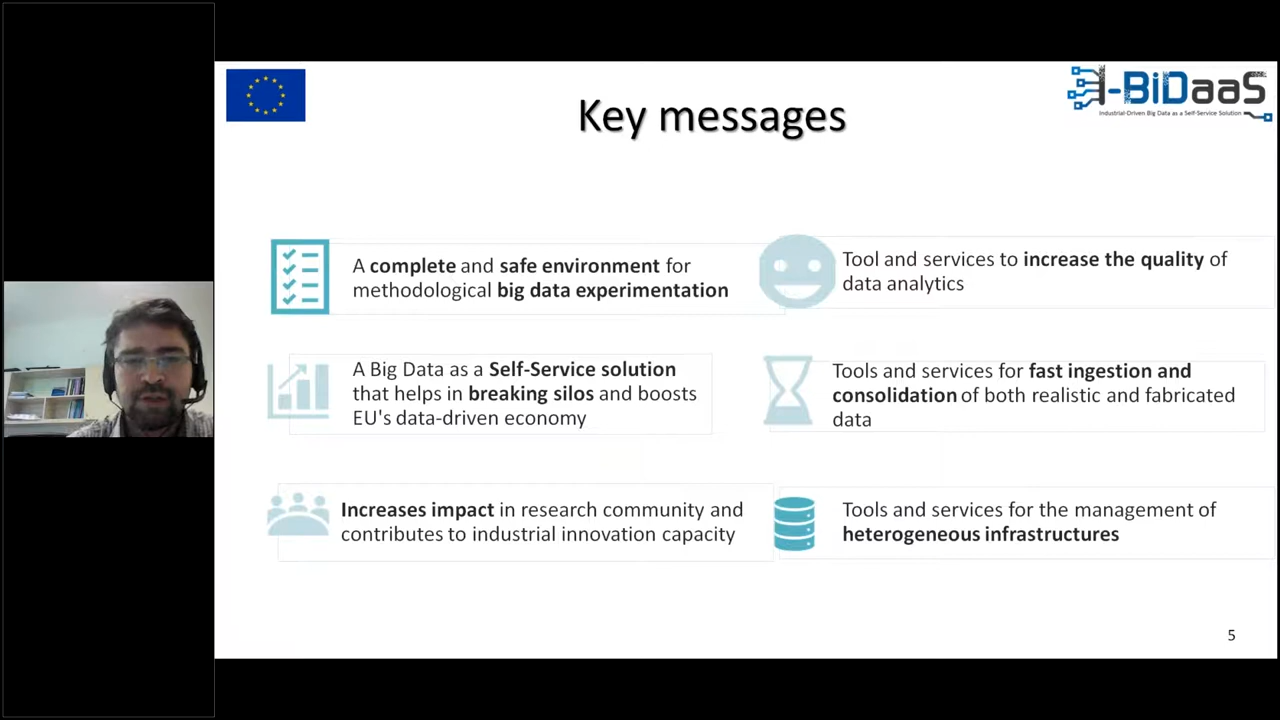 Key messages
I-BiDaaS
Industrial-Driven Big Data as a Self-Service Solution
A complete and safe environment for
methodological big data experimentation
Tool and services to increase the quality of
data analytics
A Big Data as a Self-Service solution
that helps in breaking silos and boosts
EU's data-driven economy
Tools and services for fast ingestion and
consolidation of both realistic and fabricated
data
Increases impact in research community and
contributes to industrial innovation capacity
Tools and services for the management of
heterogeneous infrastructures
5